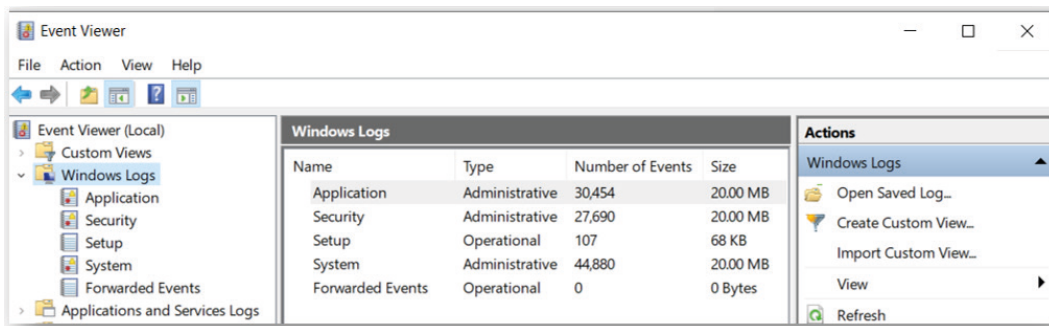 Event Viewer
File Action View Help
Event Viewer (Local)
Custom Views
Windows Logs
Application
Security
Setup
System
Forwarded Events
Applications and Services Logs
Windows Logs
Name Type Number of Events Size
Application Administrative 30,454 20.00 MB
Security Administrative 27,690 20.00 MB
Setup Operational 107 68 KB
System Administrative 44,880 20.00 MB
Forwarded Events Operational 0 0 Bytes
Actions
Windows Logs
Open Saved Log...
Create Custom View...
Import Custom View...
View
Refresh